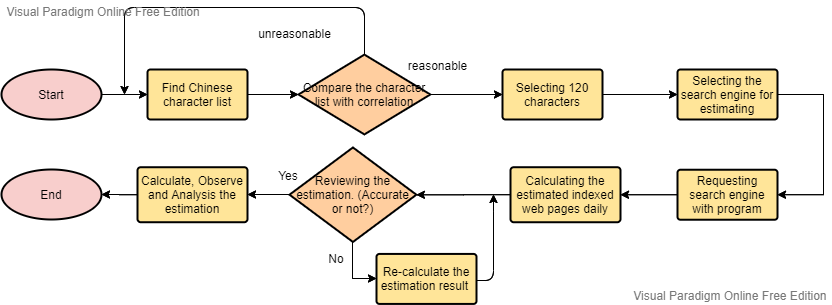 Visual Paradigm Online Free Edition
unreasonable
reasonable
Start
Find Chinese
character list
Compare the character
list with correlation
Selecting 120
characters
Selecting the
search engine for
estimating
End
Calculate, Observe
and Analysis the
estimation
Yes
Reviewing the
estimation. (Accurate
or not?)
Calculating the
estimated indexed
web pages daily
Requesting
search engine
with program
No
Re-calculate the
estimation result
Visual Paradigm Online Free Edition